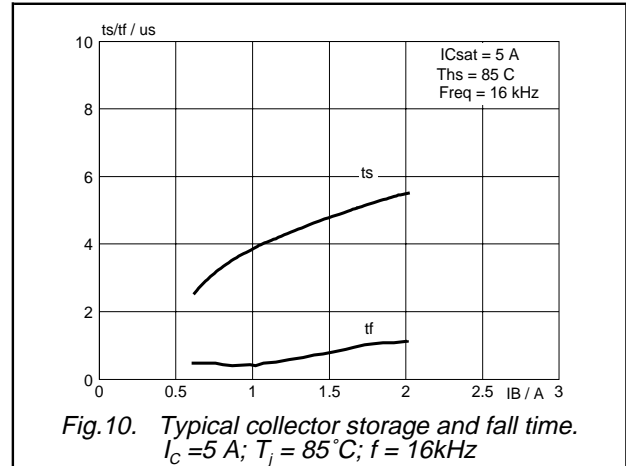 ts/tf / us
10
8
6
4
2
0
ICsat = 5 A
Ths = 85 C
Freq = 16 kHz
ts
tf
0 0.5 1 1.5 2 2.5 IB / A 3
Fig.10. Typical collector storage and fall time.
IC =5 A; Tj = 85˚C; f = 16kHz